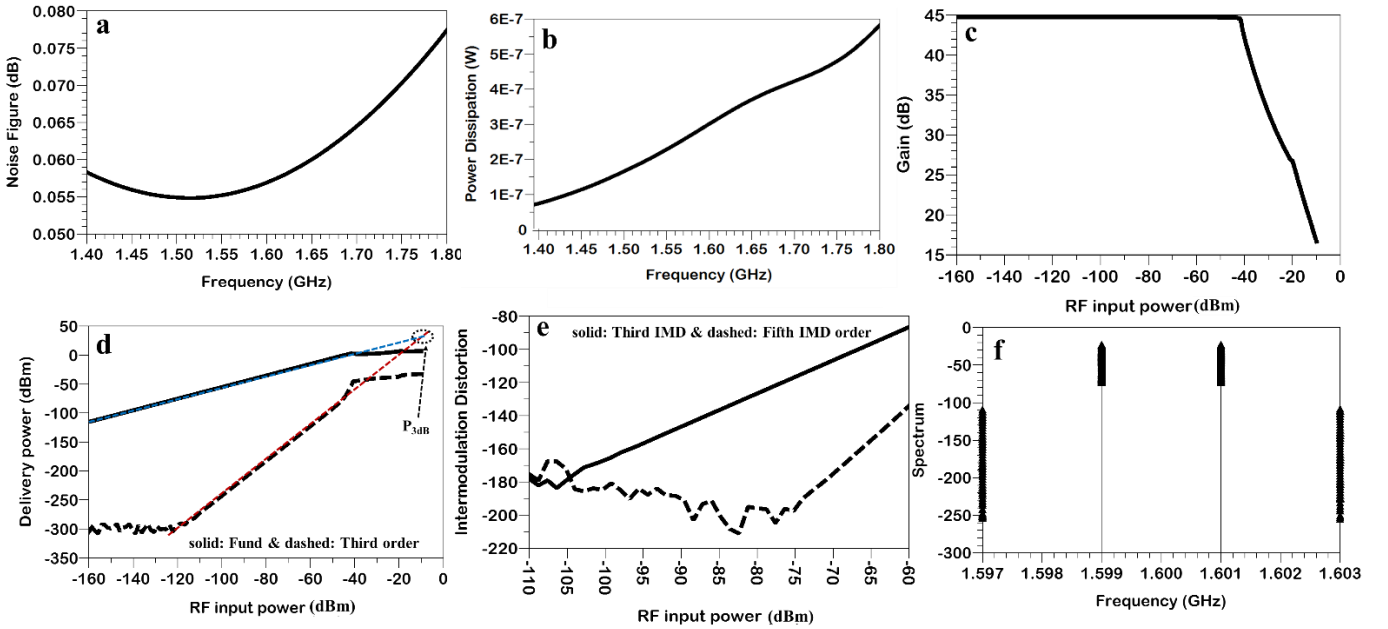 a
0.080
0.075
0.070
0.065
0.060
0.055
0.050
Noise Figure (dB)
1.40 1.45 1.50 1.55 1.60 1.65 1.70 1.75 1.80
Frequency (GHz)
b
6E-7
5E-7
4E-7
3E-7
2E-7
1E-7
0
Power Dissipation (W)
1.40 1.45 1.50 1.55 1.60 1.65 1.70 1.75 1.80
Frequency (GHz)
c
45
40
35
30
25
20
15
Gain (dB)
-160 -140 -120 -100 -80 -60 -40 -20 0
RF input power (dBm)
d
50
0
-50
-100
-150
-200
-250
-300
-350
Delivery power (dBm)
P3dB
solid: Fund & dashed: Third order
-160 -140 -120 -100 -80 -60 -40 -20 0
RF input power (dBm)
e
solid: Third IMD & dashed: Fifth IMD order
-80
-100
-120
-140
-160
-180
-200
-220
Intermodulation Distortion
-110 -105 -100 -95 -90 -85 -80 -75 -70 -65 -60
RF input power (dBm)
f
0
-50
-100
-150
-200
-250
-300
Spectrum
1.597 1.598 1.599 1.600 1.601 1.602 1.603
Frequency (GHz)